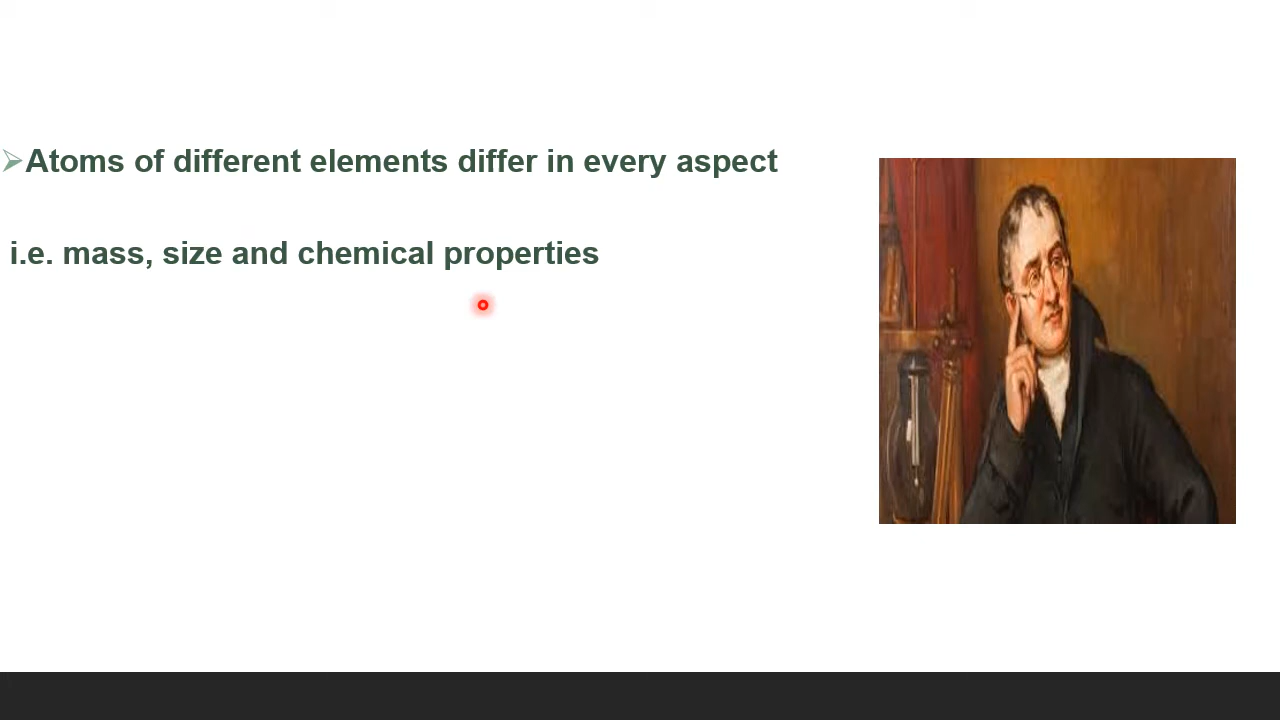 ➢Atoms of different elements differ in every aspect
i.e. mass, size and chemical properties